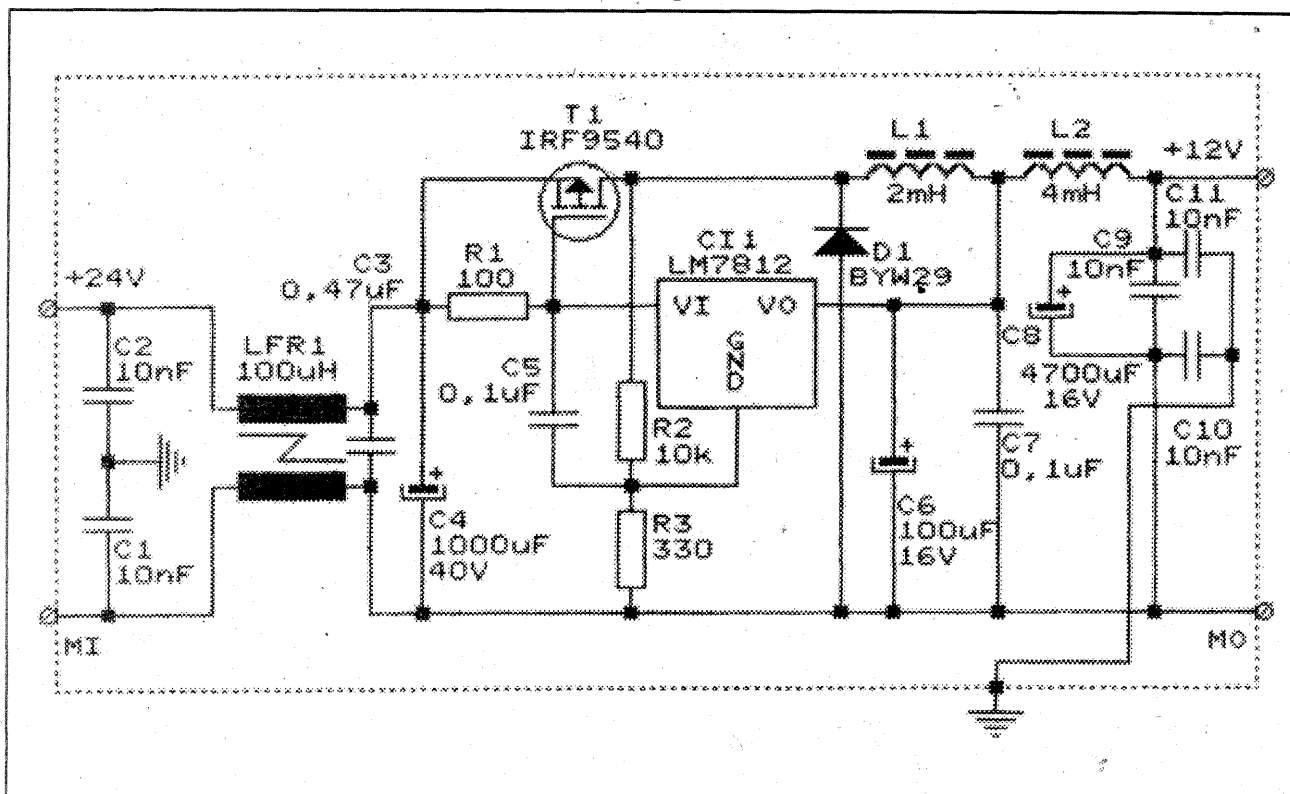 T1
IRF9540
L1
2mH
L2
4mH
+12V
C11
10nF
C9
10nF
CI1
LM7812
VI VO
GND
D1
BYW29
R1
100
C3
0,47uF
+24V
C2
10nF
LFR1
100uH
C5
0,1uF
R2
10k
+
C8
4700uF
16V
C10
10nF
C7
0,1uF
+
C6
100uF
16V
R3
330
+
C4
1000uF
40V
C1
10nF
MI
MO